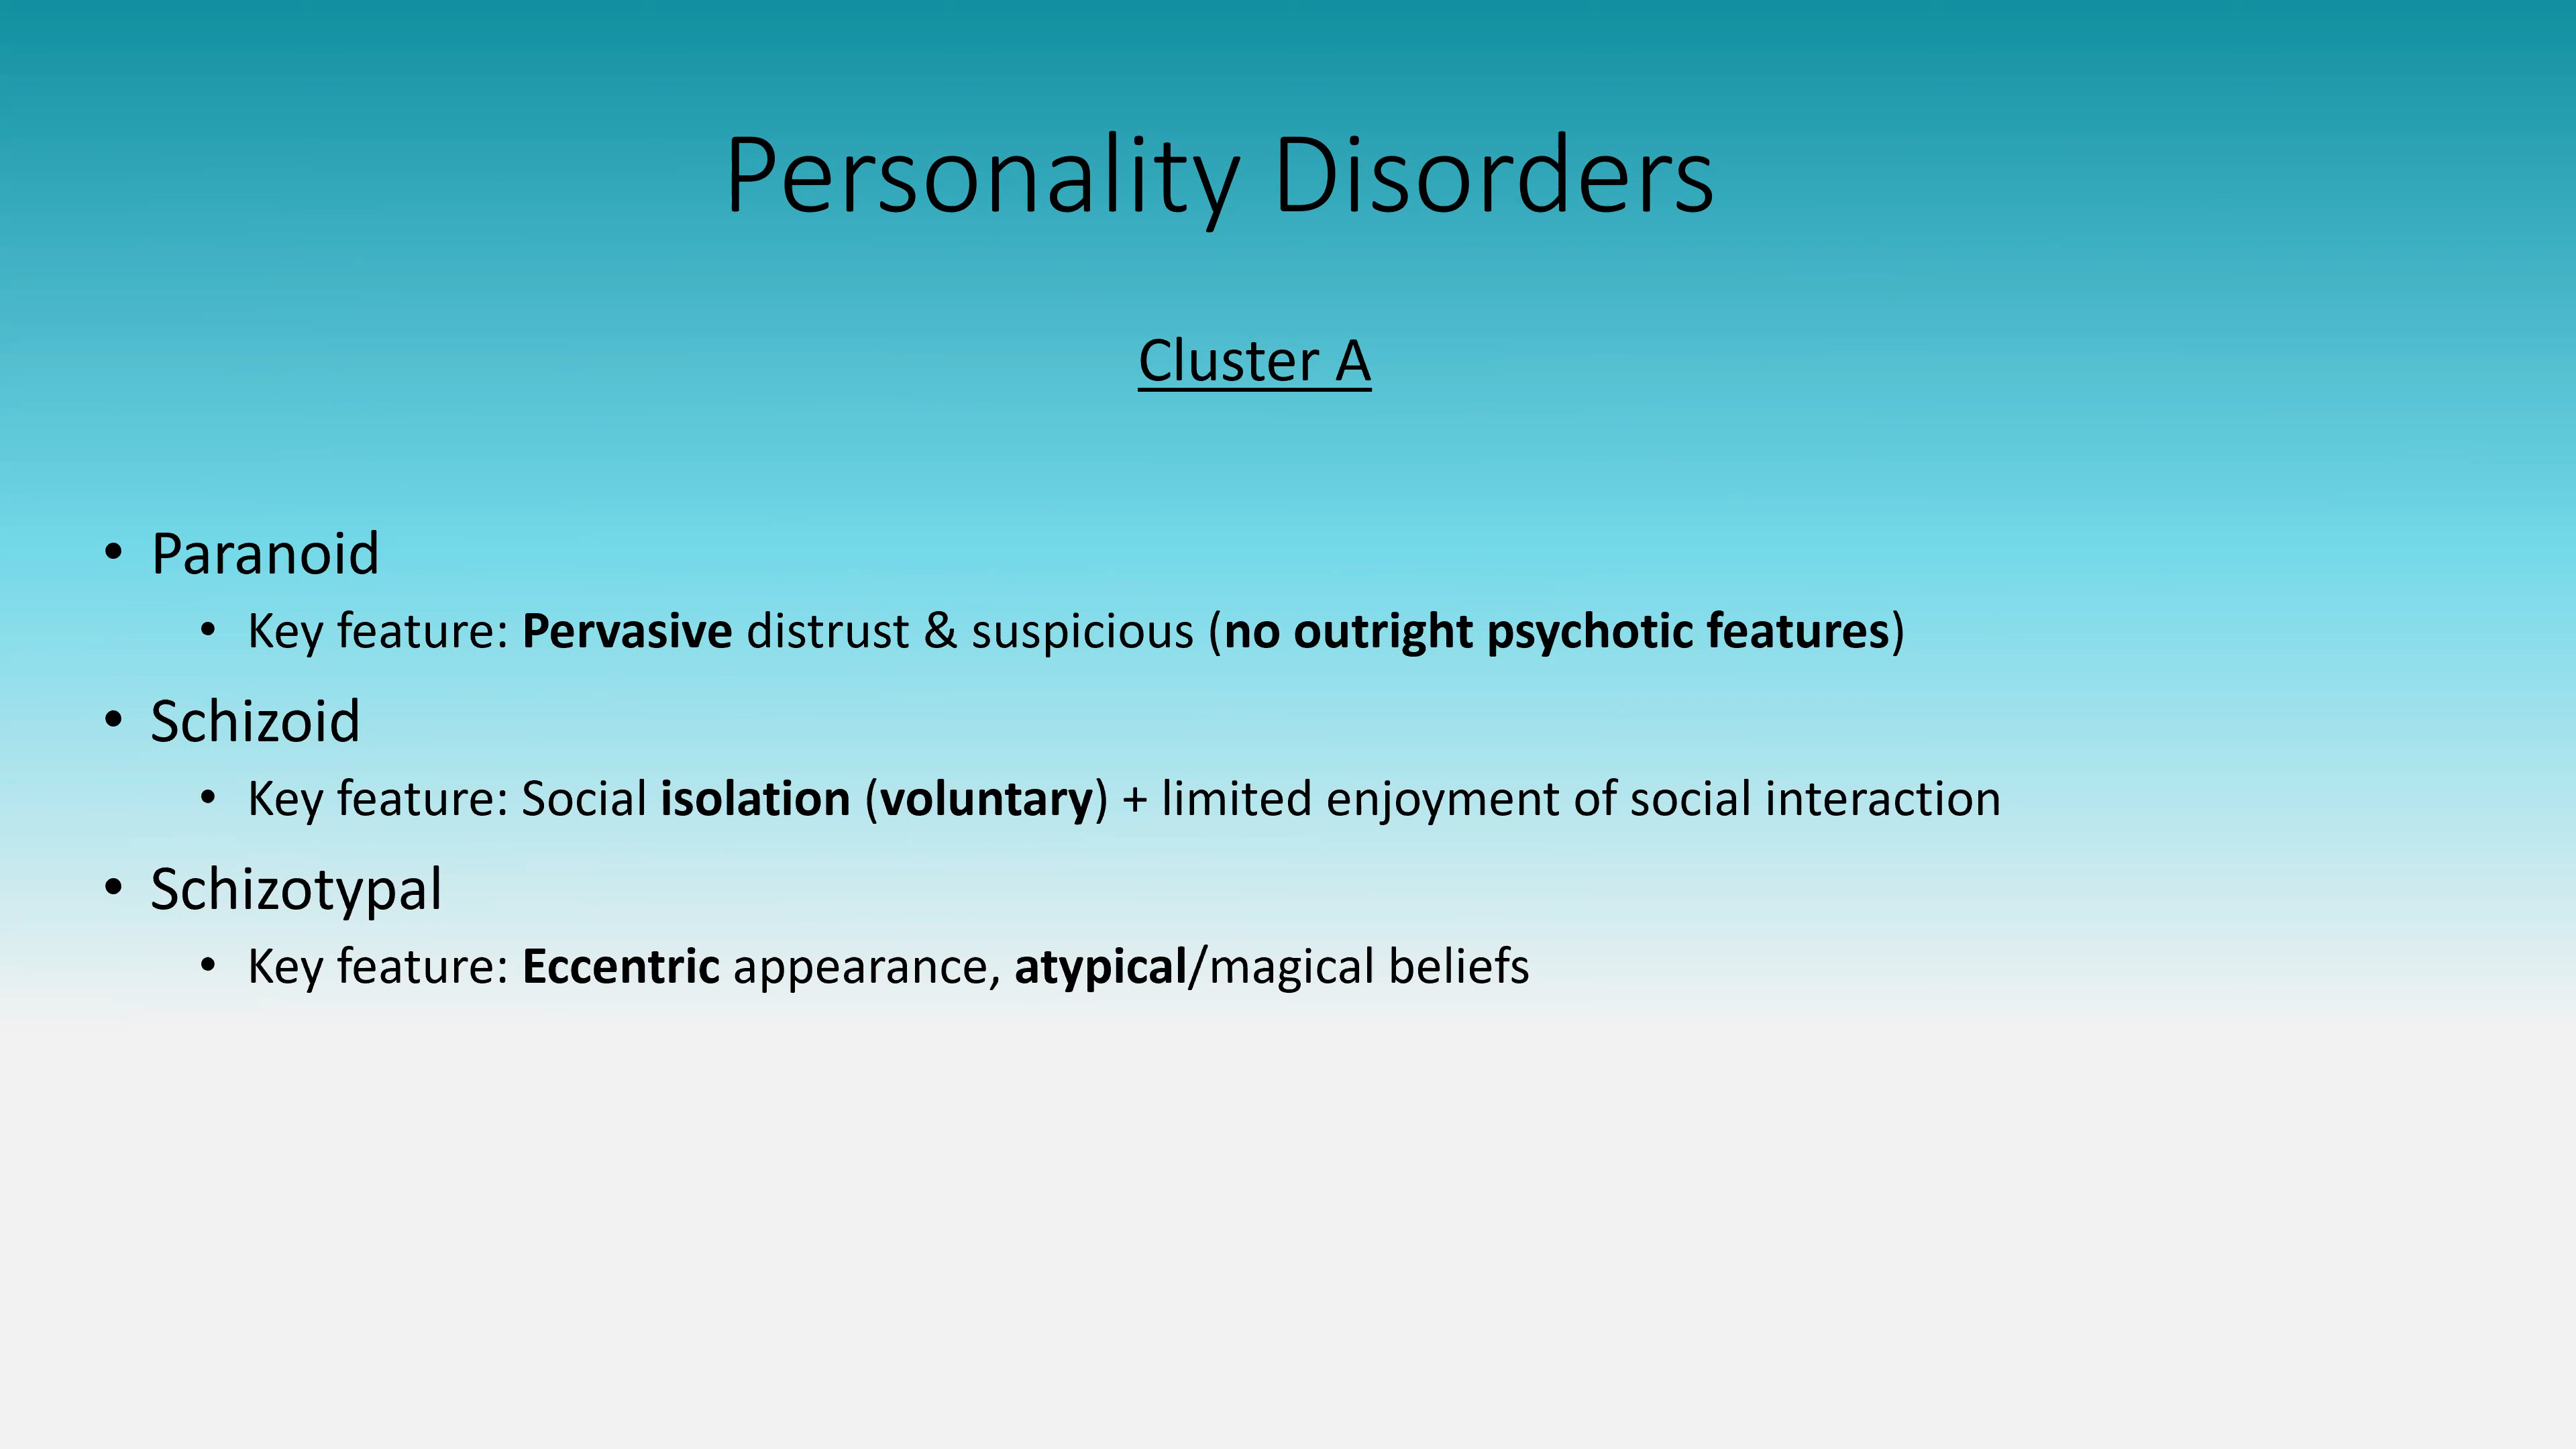 Personality Disorders
Cluster A
• Paranoid
• Key feature: Pervasive distrust & suspicious (no outright psychotic features)
• Schizoid
• Key feature: Social isolation (voluntary) + limited enjoyment of social interaction
• Schizotypal
• Key feature: Eccentric appearance, atypical/magical beliefs